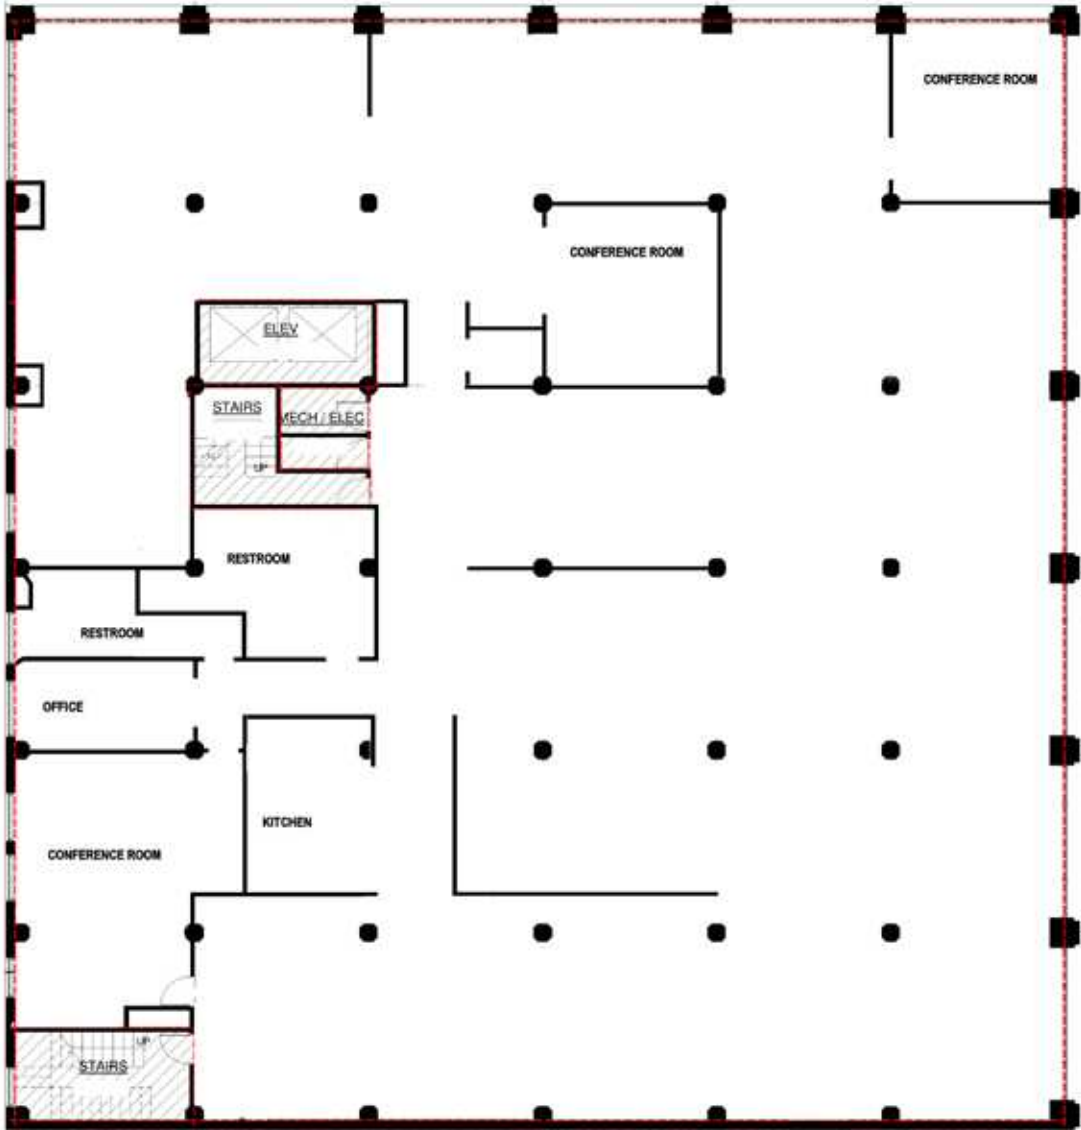 CONFERENCE ROOM
CONFERENCE ROOM
ELEV
STAIRS
MECH / ELEC
UP
RESTROOM
RESTROOM
OFFICE
KITCHEN
CONFERENCE ROOM
UP
STAIRS